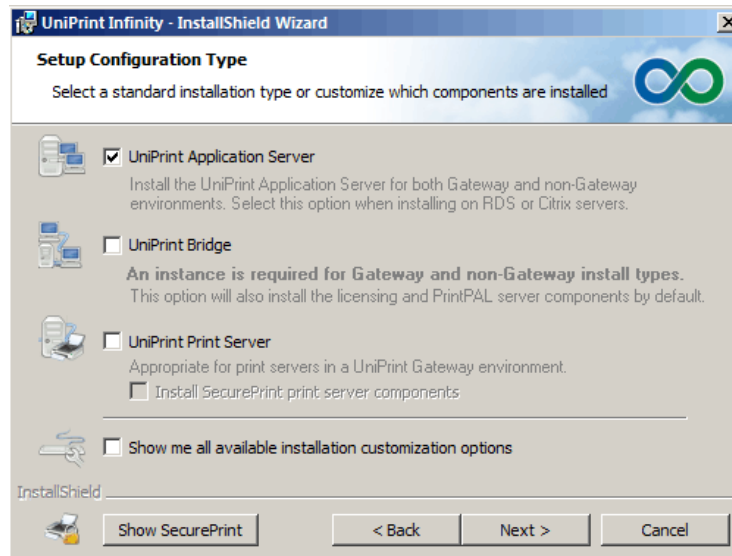 UniPrint Infinity - InstallShield Wizard
Setup Configuration Type
Select a standard installation type or customize which components are installed
UniPrint Application Server
Install the UniPrint Application Server for both Gateway and non-Gateway
environments. Select this option when installing on RDS or Citrix servers.
UniPrint Bridge
An instance is required for Gateway and non-Gateway install types.
This option will also install the licensing and PrintPAL server components by default.
UniPrint Print Server
Appropriate for print servers in a UniPrint Gateway environment.
Install SecurePrint print server components
Show me all available installation customization options
InstallShield
Show SecurePrint
< Back
Next >
Cancel